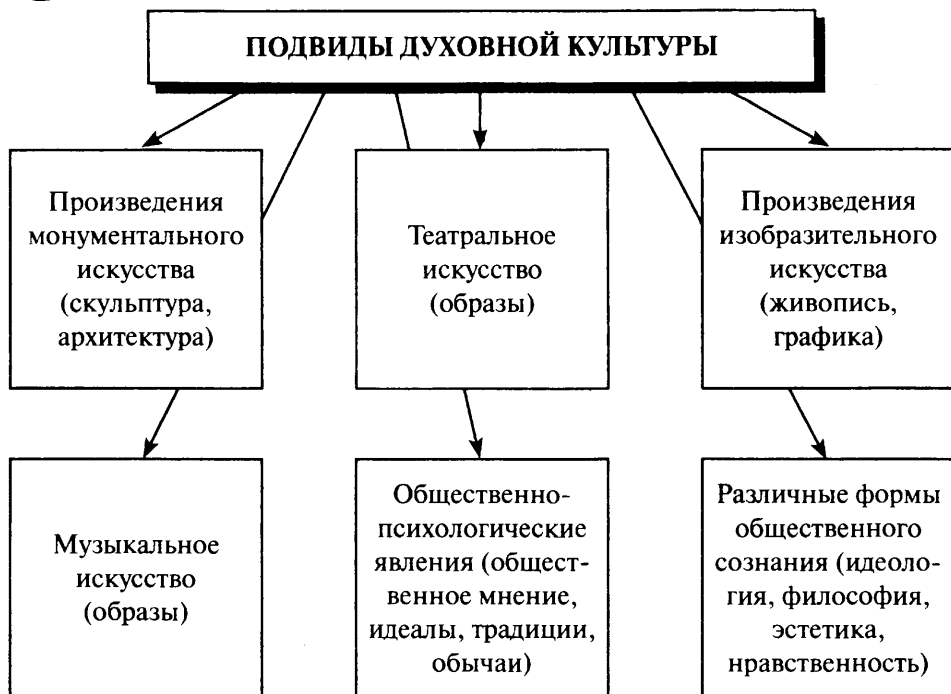 ПОДВИДЫ ДУХОВНОЙ КУЛЬТУРЫ
Произведения
монументального
искусства
(скульптура,
архитектура)
Театральное
искусство
(образы)
Произведения
изобразительного
искусства
(живопись,
графика)
Музыкальное
искусство
(образы)
Общественно-
психологические
явления (общест-
венное мнение,
идеалы, традиции,
обычаи)
Различные формы
общественного
сознания (идеоло-
гия, философия,
эстетика,
нравственность)